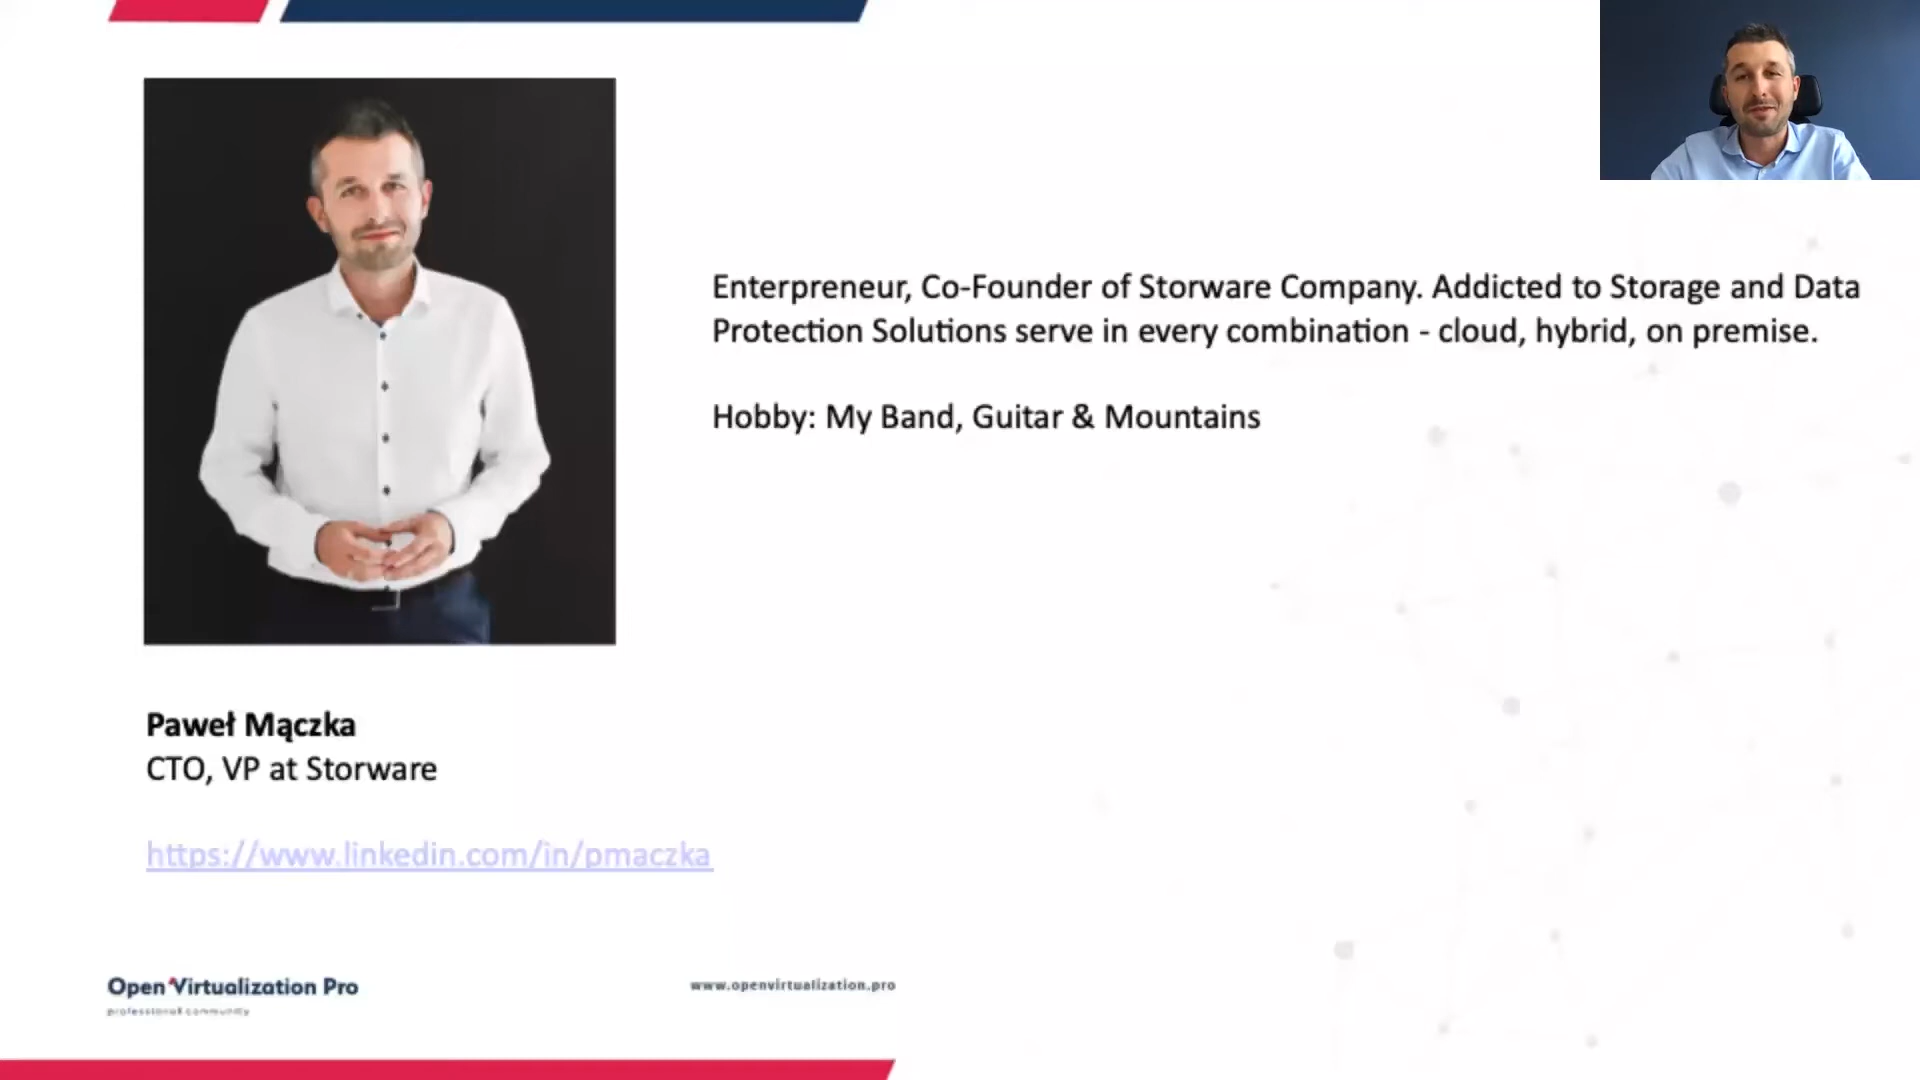 Enterpreneur, Co-Founder of Storware Company. Addicted to Storage and Data
Protection Solutions serve in every combination - cloud, hybrid, on premise.
Hobby: My Band, Guitar & Mountains
Paweł Mączka
CTO, VP at Storware
https://www.linkedin.com/in/pmaczka
Open Virtualization Pro
professional community
www.openvirtualization.pro